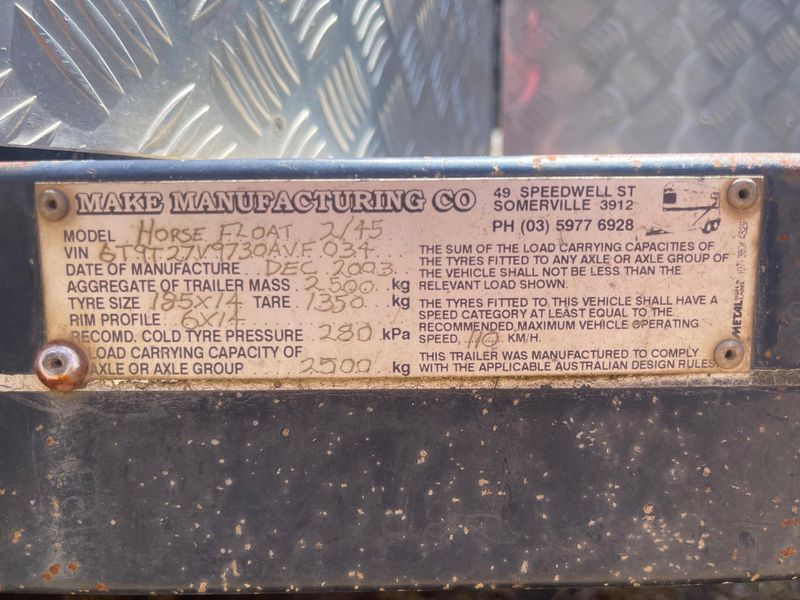 MAKE MANUFACTURING CO
49 SPEEDWELL ST
SOMERVILLE 3912
PH (03) 5977 6928
MODEL HORSE FLOAT 2/45
VIN 6T9T27V9730AVF034
DATE OF MANUFACTURE DEC 2003
AGGREGATE OF TRAILER MASS 2500 kg
TYRE SIZE 185x14 TARE 1350 kg
RIM PROFILE 6x14
RECOMD. COLD TYRE PRESSURE 280 kPa
LOAD CARRYING CAPACITY OF
AXLE OR AXLE GROUP 2500 kg
THE SUM OF THE LOAD CARRYING CAPACITIES OF
THE TYRES FITTED TO ANY AXLE OR AXLE GROUP OF
THE VEHICLE SHALL NOT BE LESS THAN THE
RELEVANT LOAD SHOWN.
THE TYRES FITTED TO THIS VEHICLE SHALL HAVE A
SPEED CATEGORY AT LEAST EQUAL TO THE
RECOMMENDED MAXIMUM VEHICLE OPERATING
SPEED, 110 KM/H.
THIS TRAILER WAS MANUFACTURED TO COMPLY
WITH THE APPLICABLE AUSTRALIAN DESIGN RULES